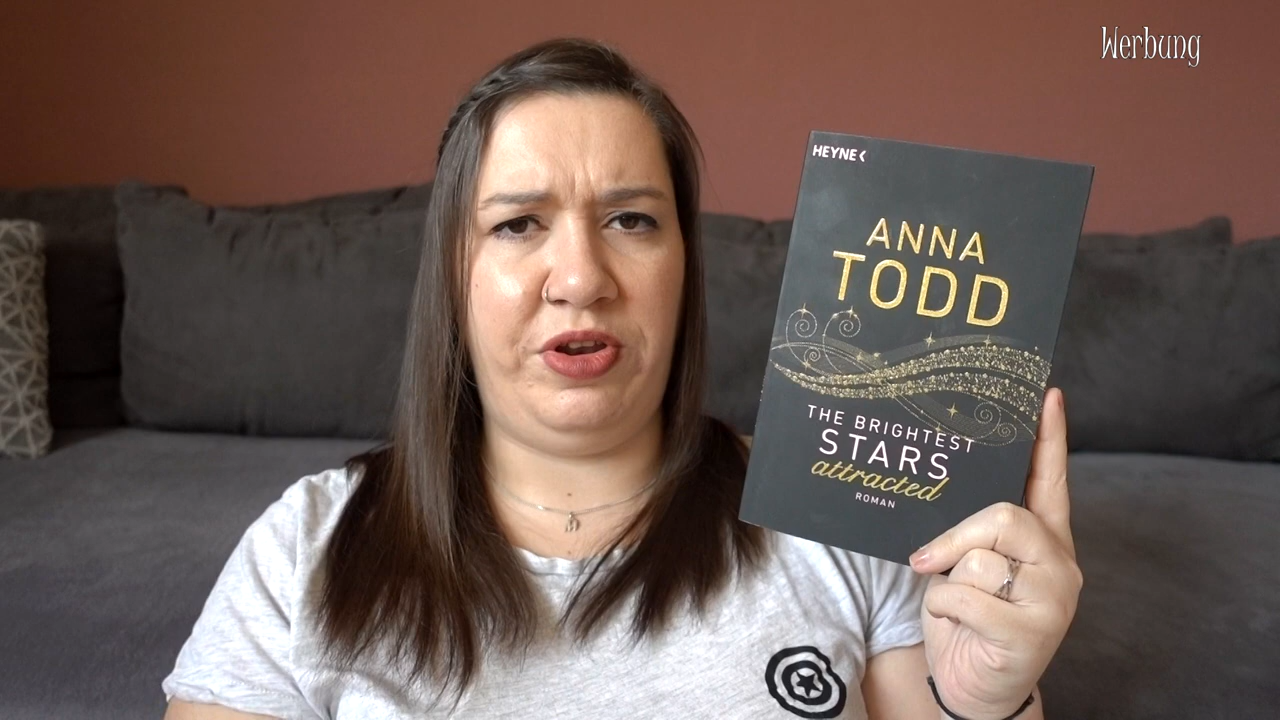 Werbung
HEYNE
ANNA
TODD
THE BRIGHTEST
STARS
attracted
ROMAN